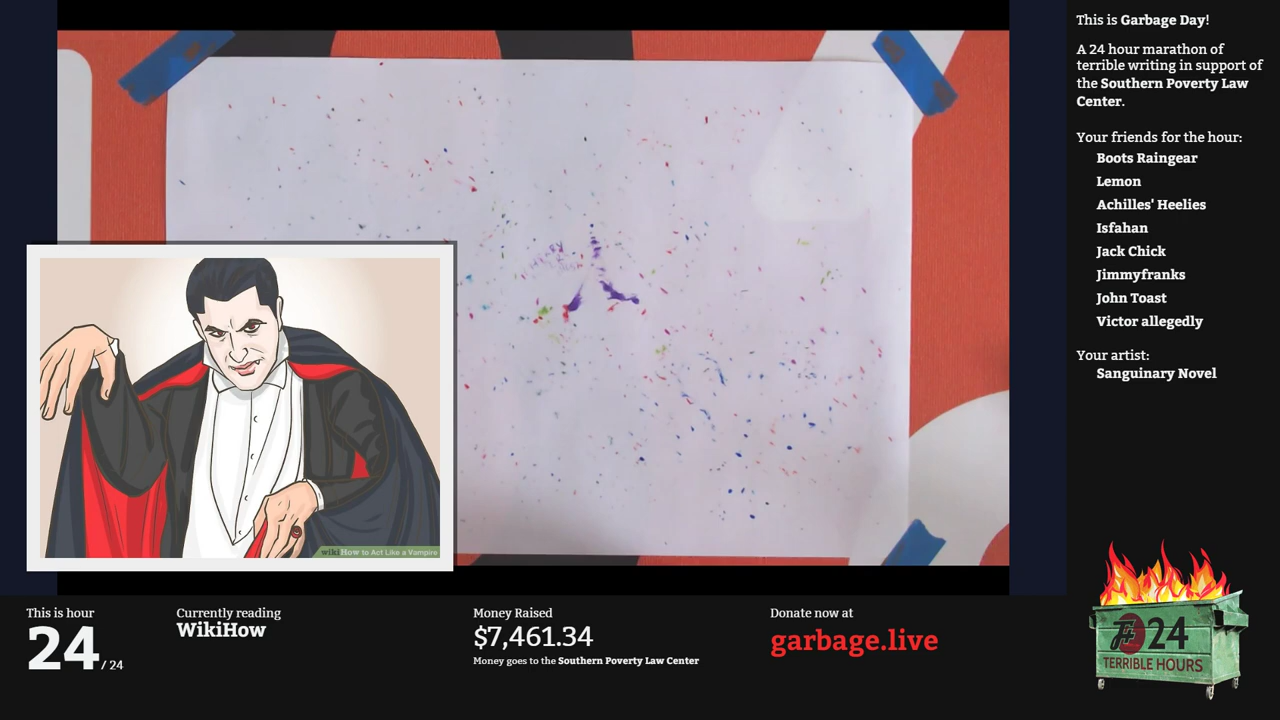 This is Garbage Day!
A 24 hour marathon of
terrible writing in support of
the Southern Poverty Law
Center.
Your friends for the hour:
Boots Raingear
Lemon
Achilles' Heelies
Isfahan
Jack Chick
Jimmyfranks
John Toast
Victor allegedly
Your artist:
Sanguinary Novel
wikiHow to Act Like a Vampire
This is hour
24 / 24
Currently reading
WikiHow
Money Raised
$7,461.34
Money goes to the Southern Poverty Law Center
Donate now at
garbage.live
24
TERRIBLE HOURS